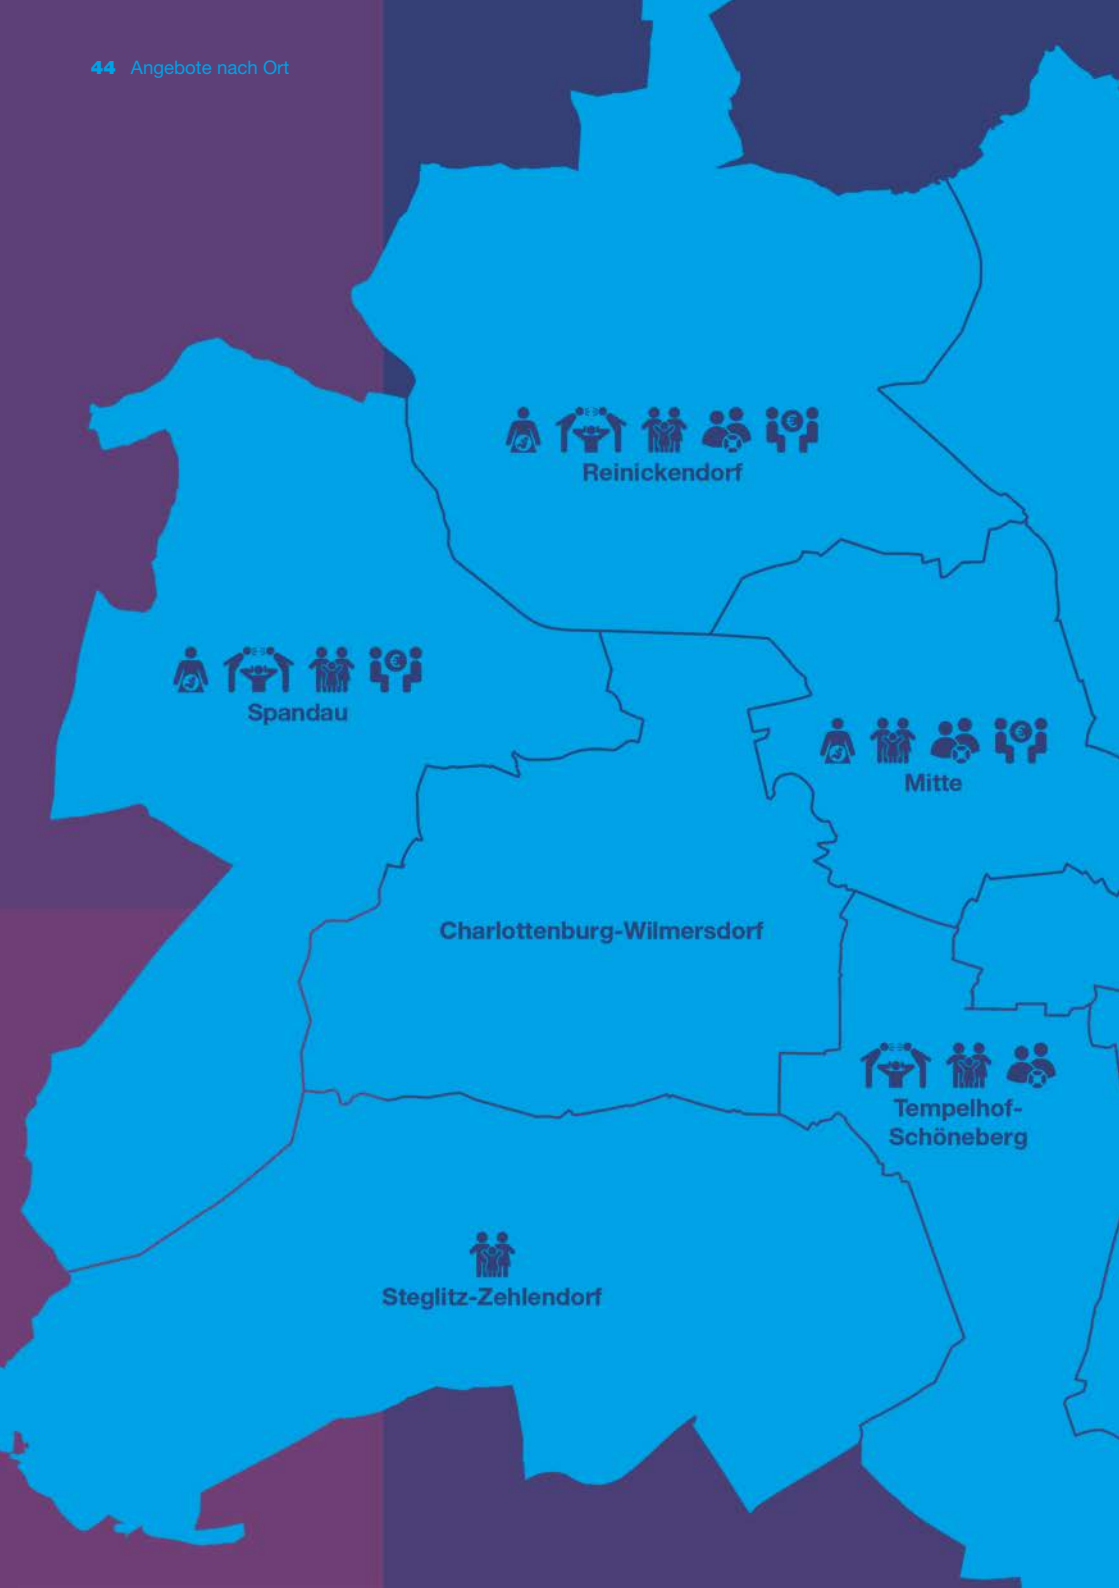 44 Angebote nach Ort
Reinickendorf
Spandau
Mitte
Charlottenburg-Wilmersdorf
Tempelhof-
Schöneberg
Steglitz-Zehlendorf